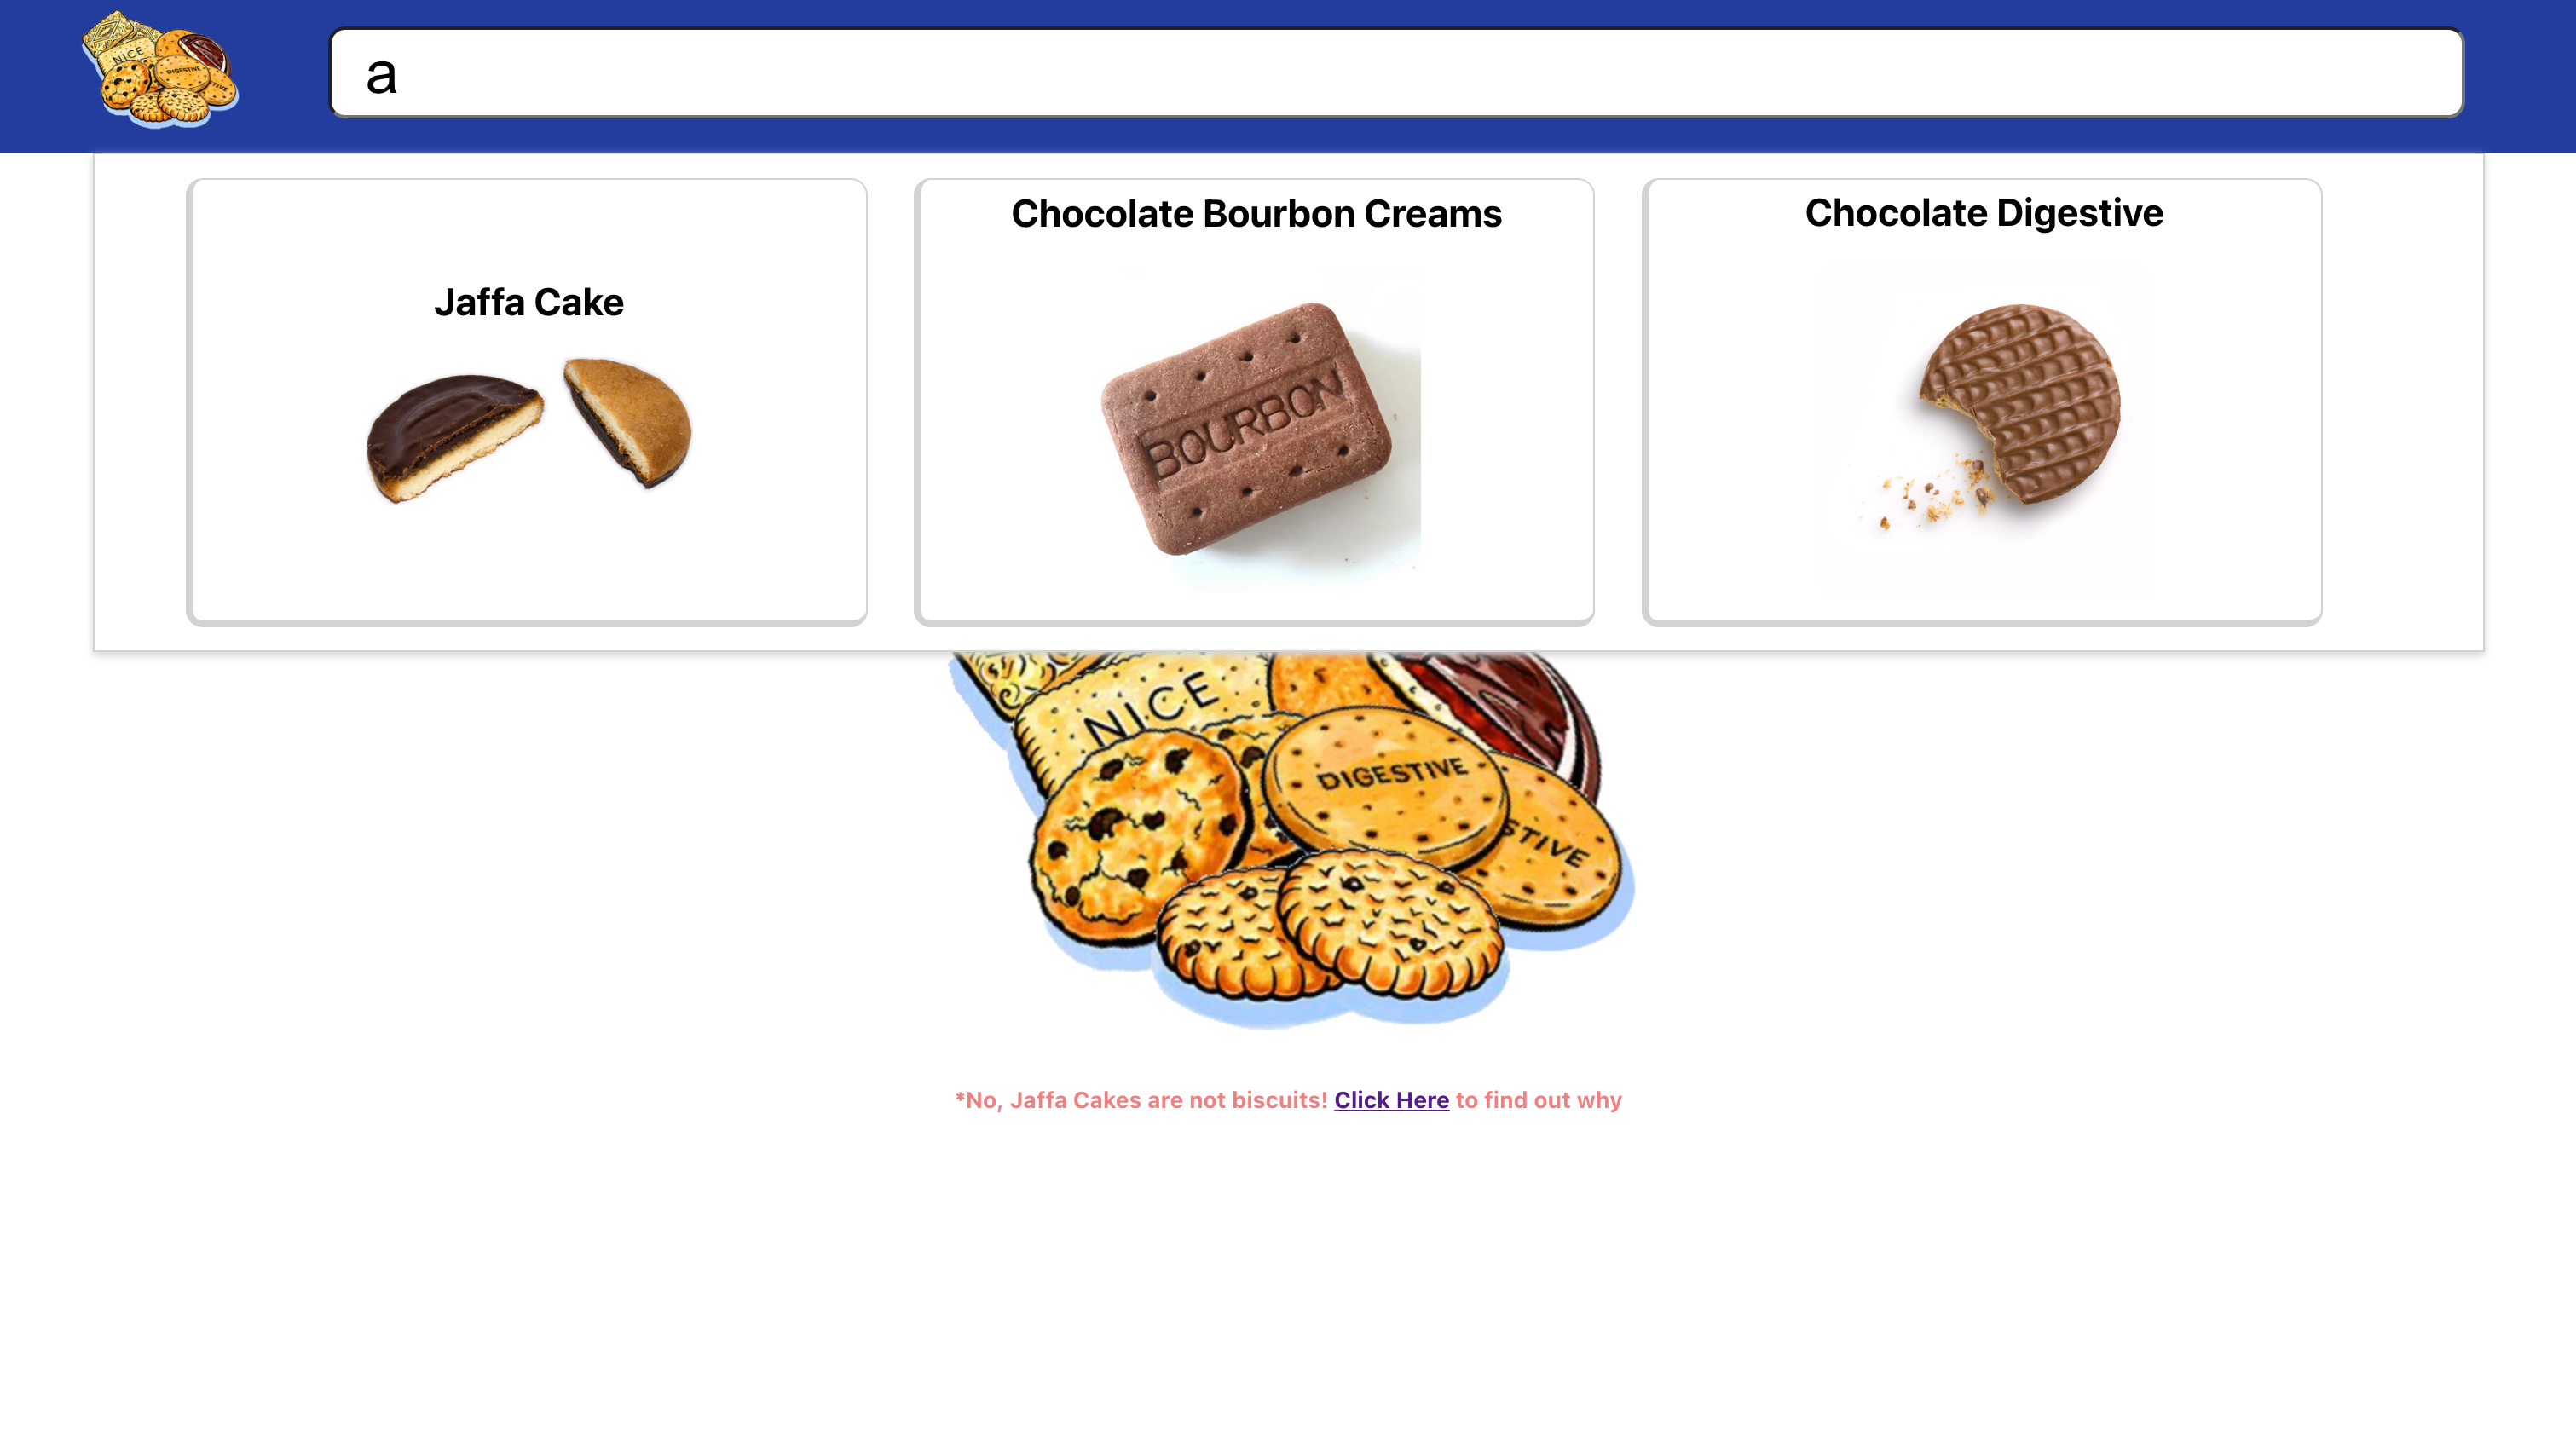 NICE
DIGESTIVE
TIVE
a
Jaffa Cake
Chocolate Bourbon Creams
Chocolate Digestive
BOURBON
NICE
DIGESTIVE
STIVE
*No, Jaffa Cakes are not biscuits! Click Here to find out why